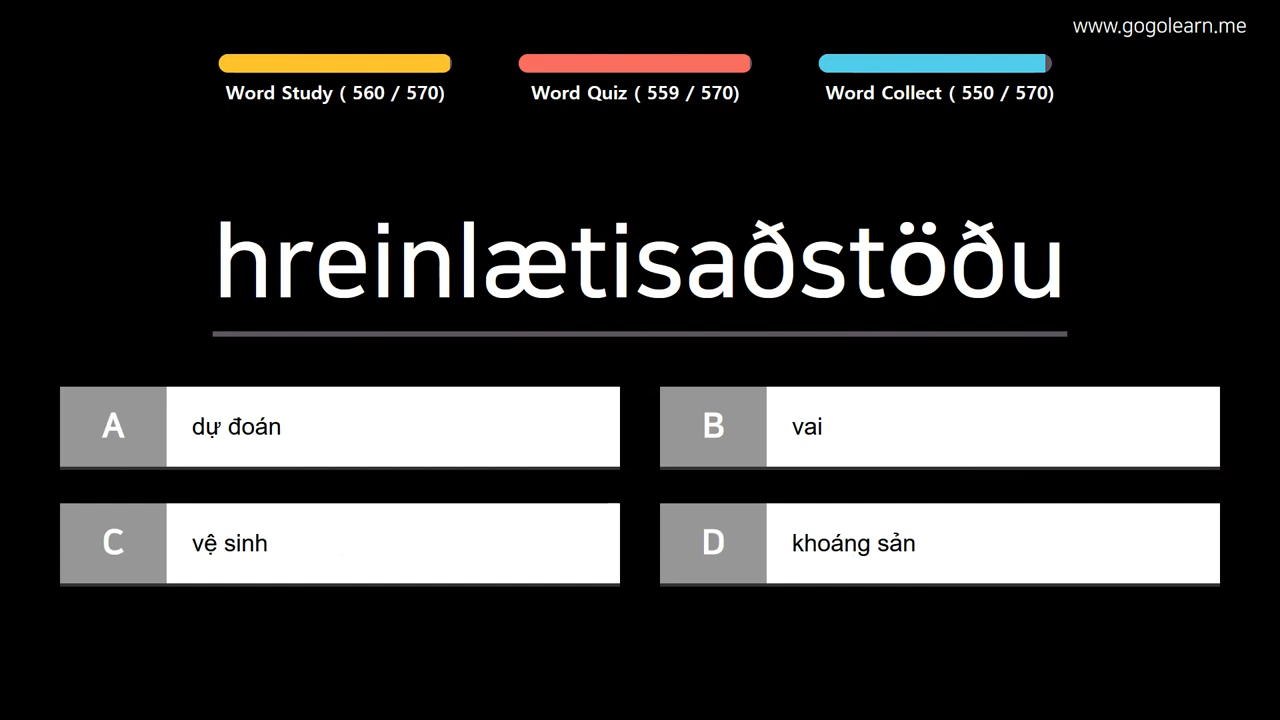 www.gogolearn.me
Word Study ( 560 / 570)
Word Quiz ( 559 / 570)
Word Collect ( 550 / 570)
hreinlætisaðstöðu
A
dự đoán
B
vai
C
vệ sinh
D
khoáng sản